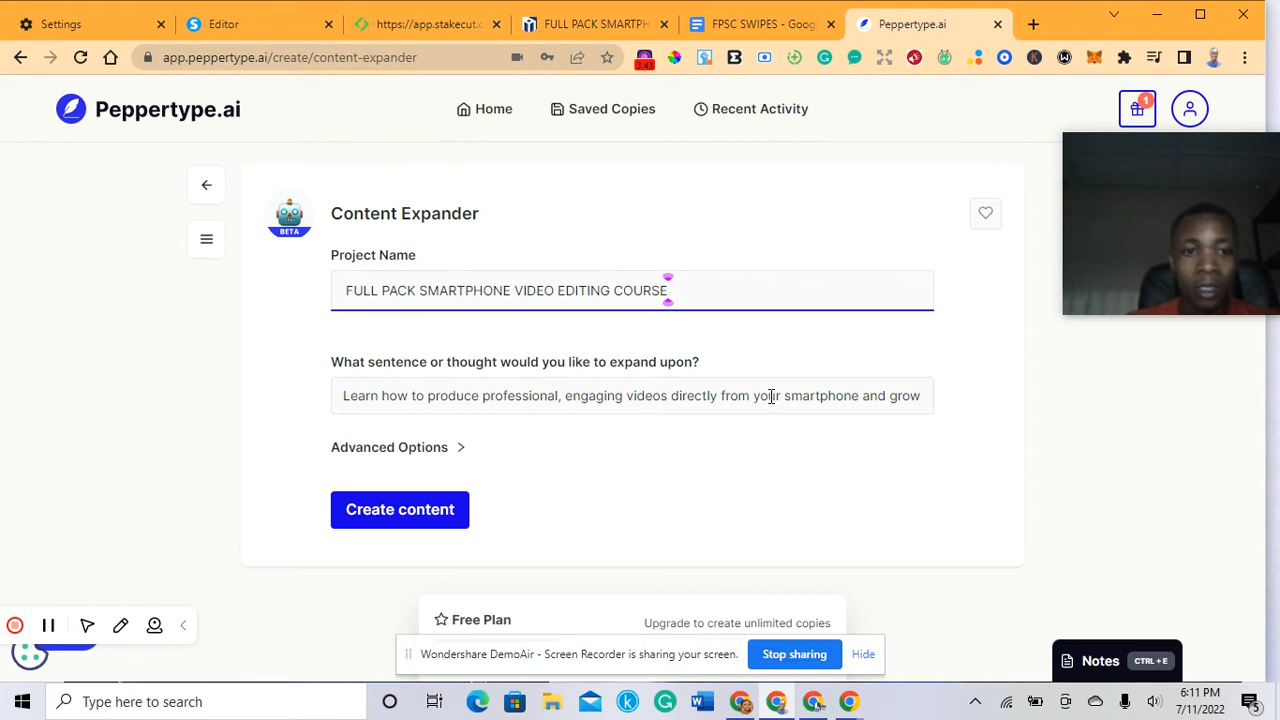 Settings
Editor
https://app.stakecut.c
FULL PACK SMARTPH
FPSC SWIPES - Goog
Peppertype.ai
app.peppertype.ai/create/content-expander
3:43
Peppertype.ai
Home
Saved Copies
Recent Activity
1
Content Expander
BETA
Project Name
FULL PACK SMARTPHONE VIDEO EDITING COURSE
What sentence or thought would you like to expand upon?
Learn how to produce professional, engaging videos directly from your smartphone and grow
Advanced Options
Create content
Free Plan
Upgrade to create unlimited copies
Wondershare DemoAir - Screen Recorder is sharing your screen.
Stop sharing
Hide
Notes
CTRL + E
Type here to search
6:11 PM
7/11/2022
5